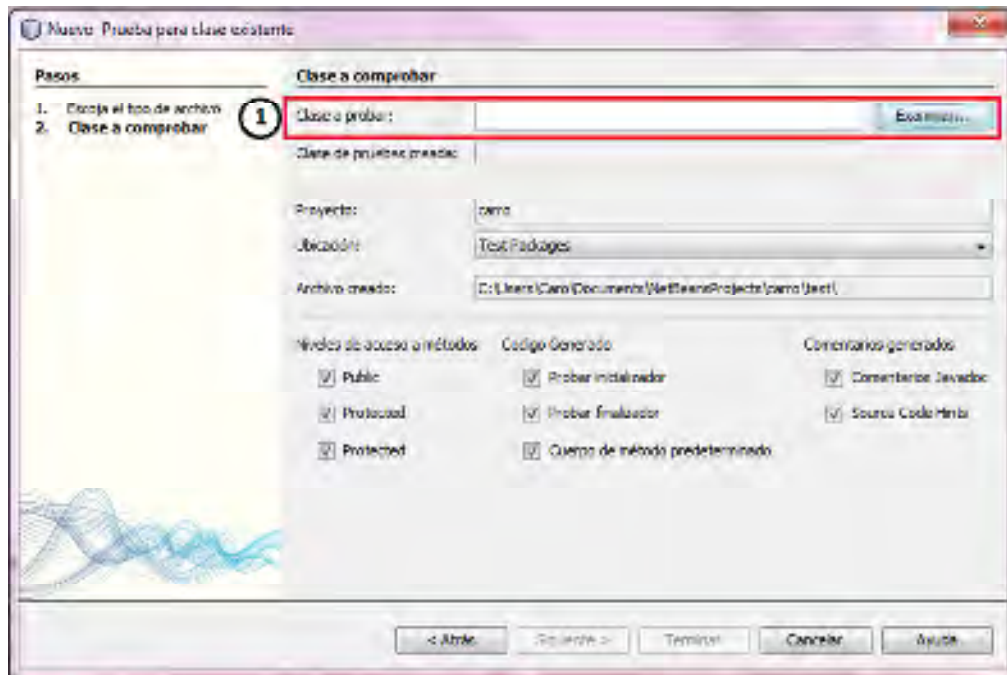 Nuevo Prueba para clase existente
Pasos
1. Escoja el tipo de archivo
2. Clase a comprobar
Clase a comprobar
1
Clase a probar:
Examinar...
Clase de pruebas creada:
Proyecto:
carro
Ubicación:
Test Packages
Archivo creado:
C:\Users\Caro\Documents\NetBeansProjects\carro\test\
Niveles de acceso a métodos
Public
Protected
Protected
Código Generado
Probar inicializador
Probar finalizador
Cuerpo de método predeterminado
Comentarios generados
Comentarios Javadoc
Source Code Hints
< Atrás
Siguiente >
Terminar
Cancelar
Ayuda